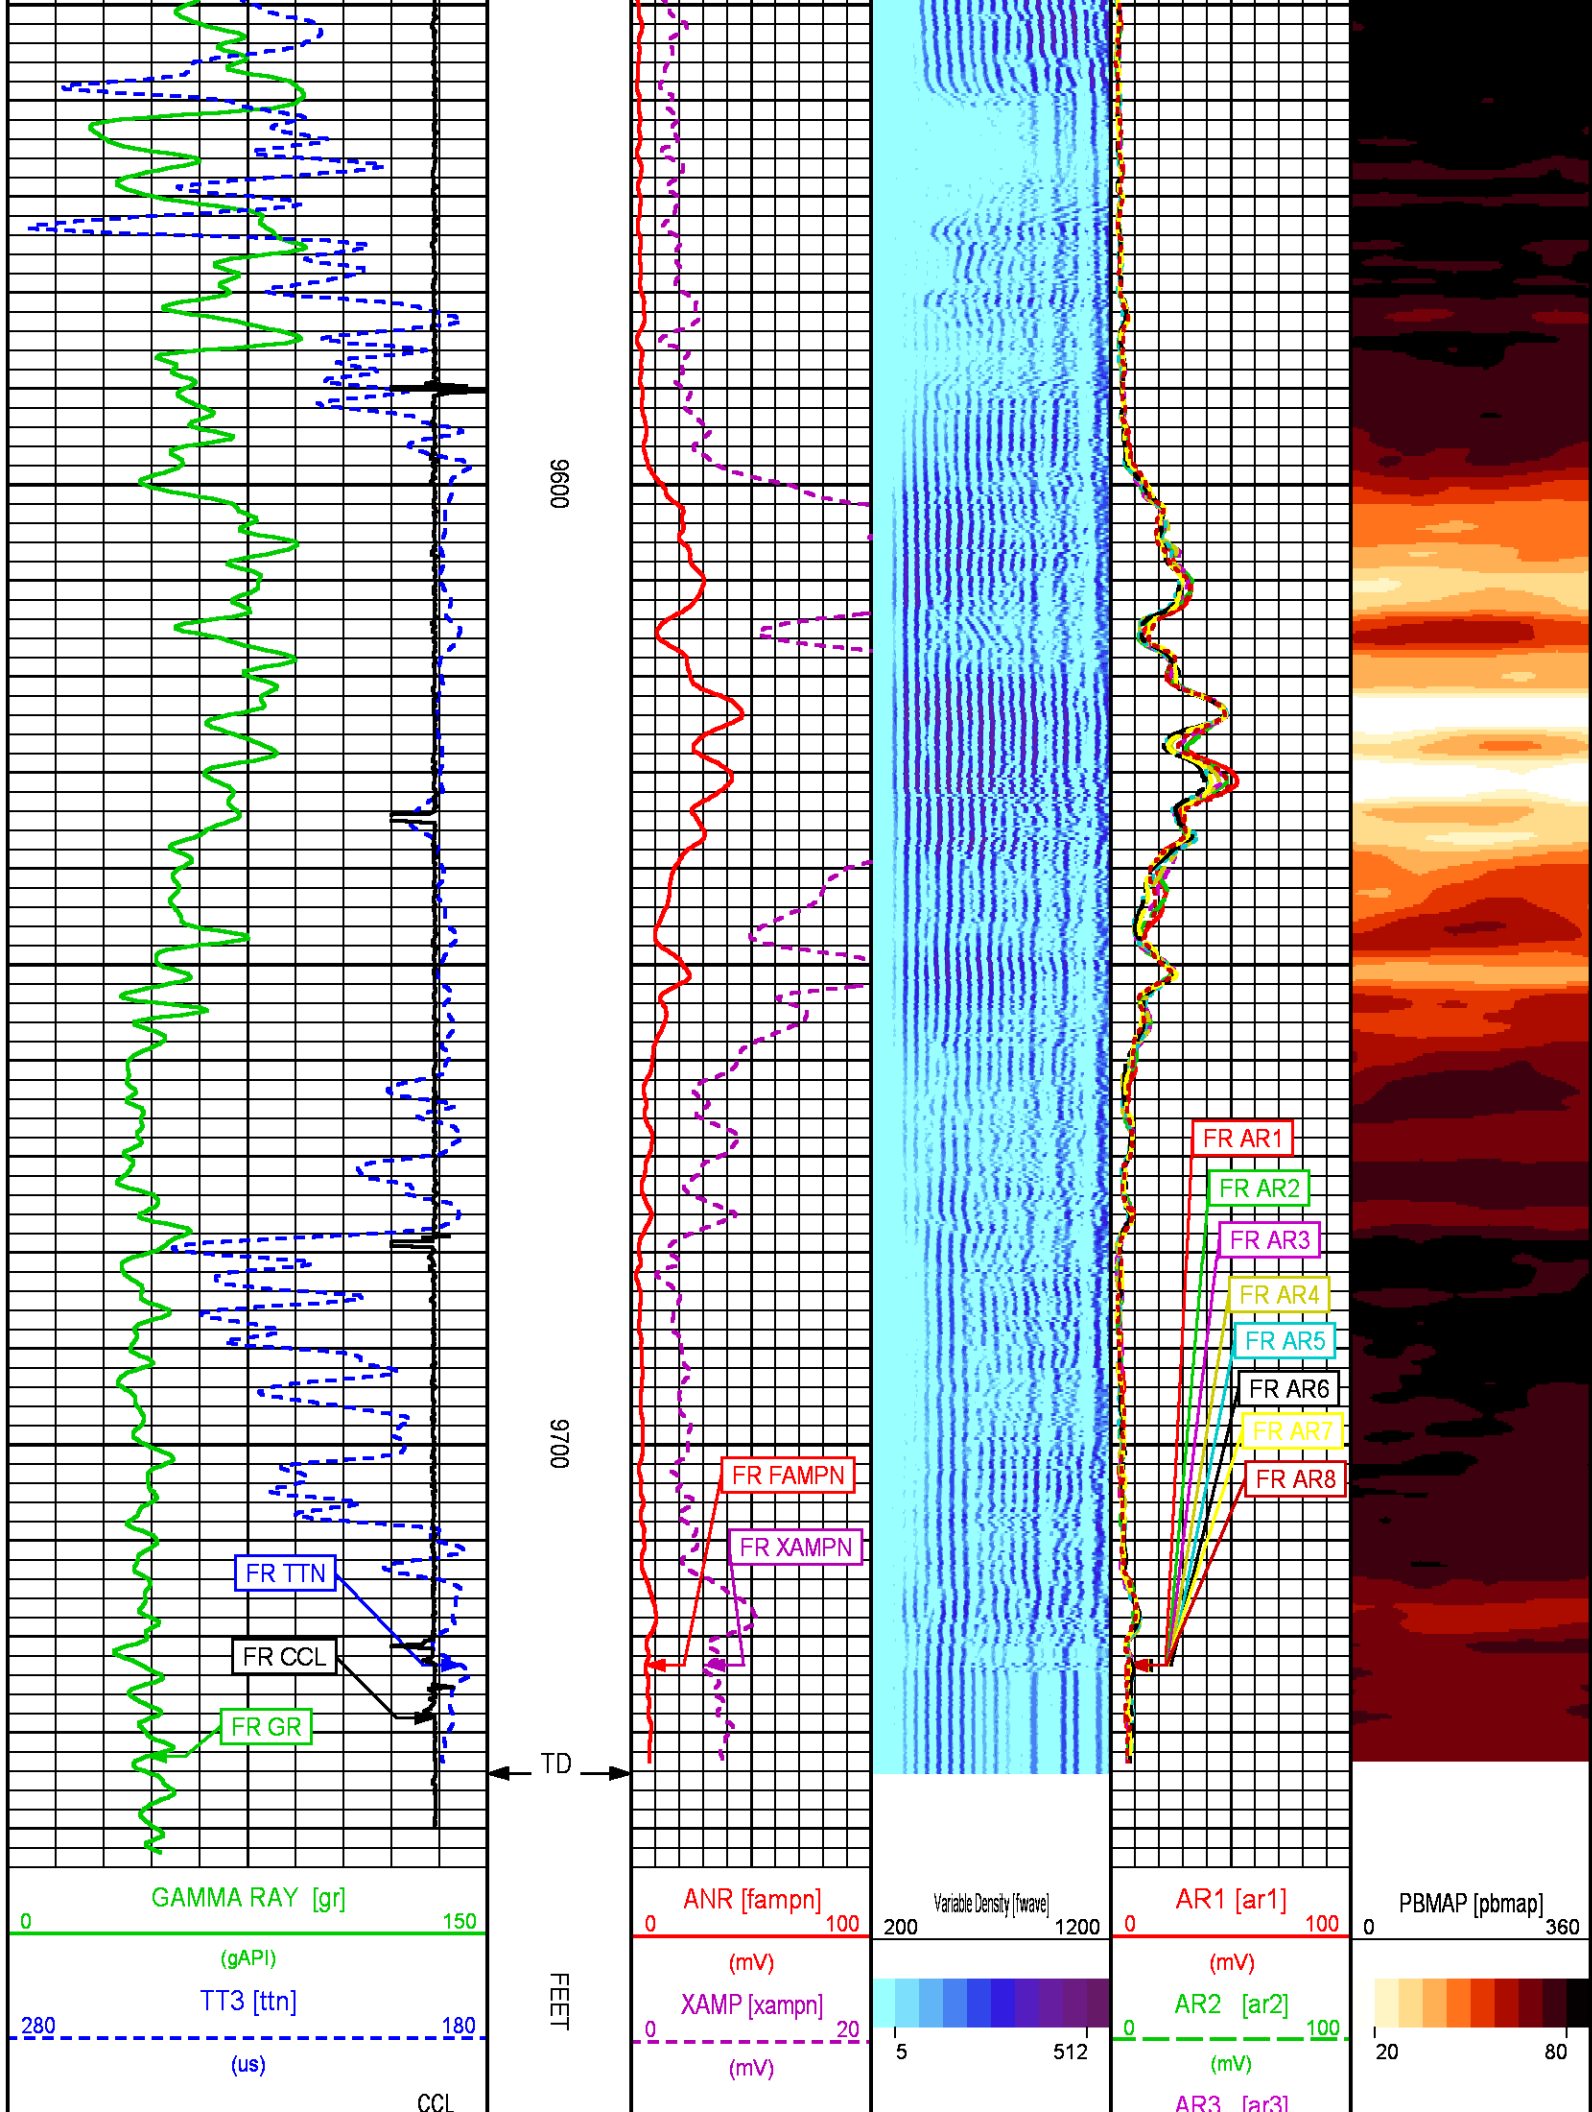 9600
FR AR1
FR AR2
FR AR3
FR AR4
FR AR5
FR AR6
9700
FR AR7
FR FAMPN
FR AR8
FR XAMPN
FR TTN
FR CCL
FR GR
TD
GAMMA RAY [gr]
0 150
(gAPI)
TT3 [ttn]
280 180
(us)
CCL
FEET
ANR [fampn]
0 100
(mV)
XAMP [xampn]
0 20
(mV)
Variable Density [fwave]
200 1200
5 512
AR1 [ar1]
0 100
(mV)
AR2 [ar2]
0 100
(mV)
AR3 [ar3]
PBMAP [pbmap]
0 360
20 80